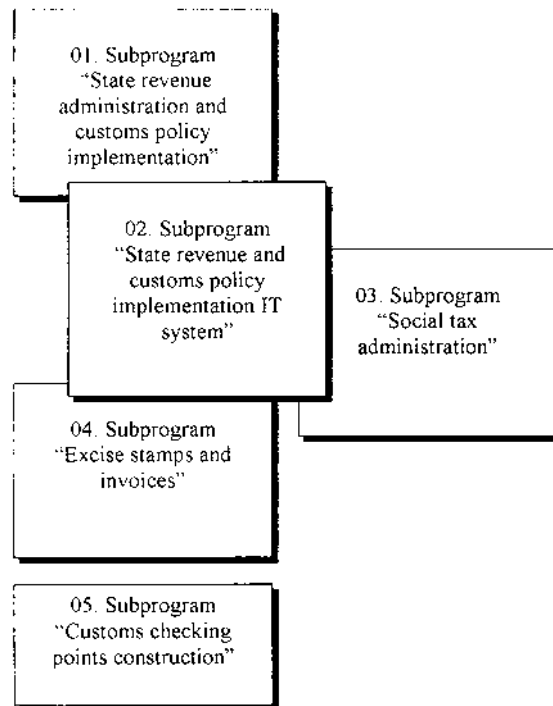 01. Subprogram
“State revenue
administration and
customs policy
implementation”
02. Subprogram
“State revenue and
customs policy
implementation IT
system”
03. Subprogram
“Social tax
administration”
04. Subprogram
“Excise stamps and
invoices”
05. Subprogram
“Customs checking
points construction”